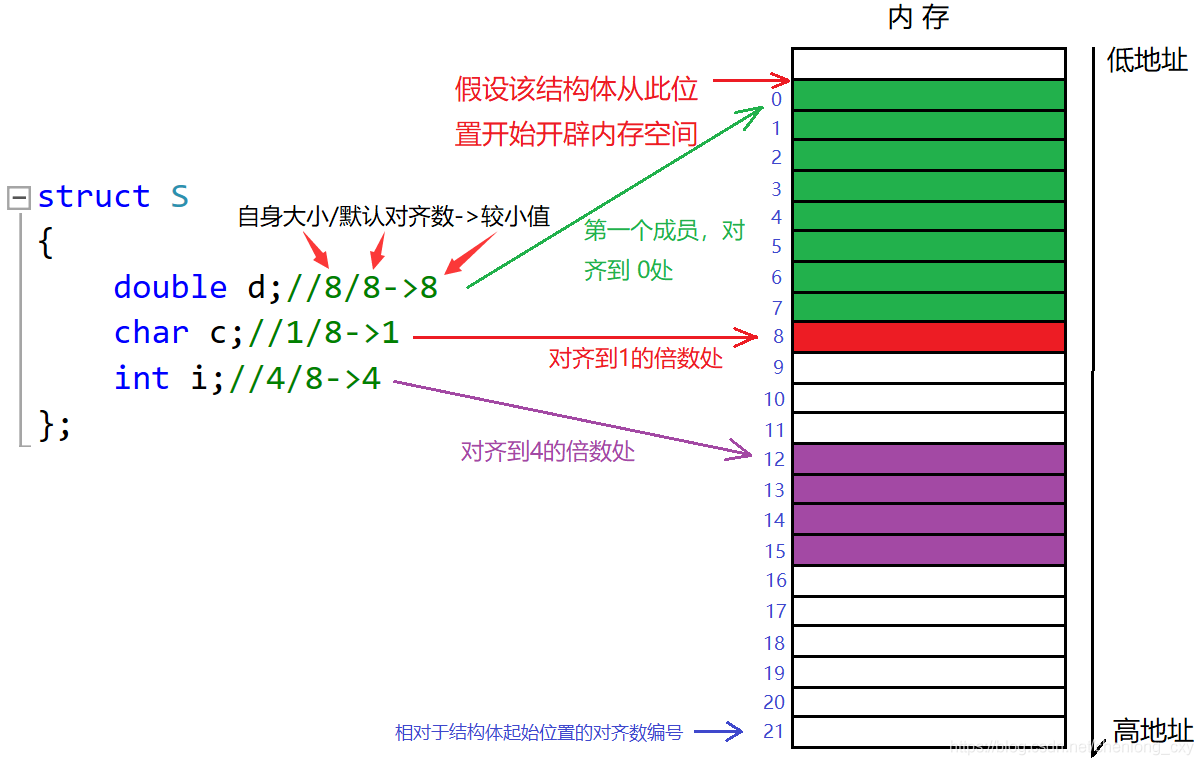 内 存
低地址
假设该结构体从此位
置开始开辟内存空间
0
1
2
3
4
5
6
7
8
9
10
11
12
13
14
15
16
17
18
19
20
21
struct S
{
自身大小/默认对齐数->较小值
double d;//8/8->8
char c;//1/8->1
int i;//4/8->4
};
第一个成员，对
齐到 0处
对齐到1的倍数处
对齐到4的倍数处
相对于结构体起始位置的对齐数编号
高地址
https://blog.csdn.net/chenlong_cxy